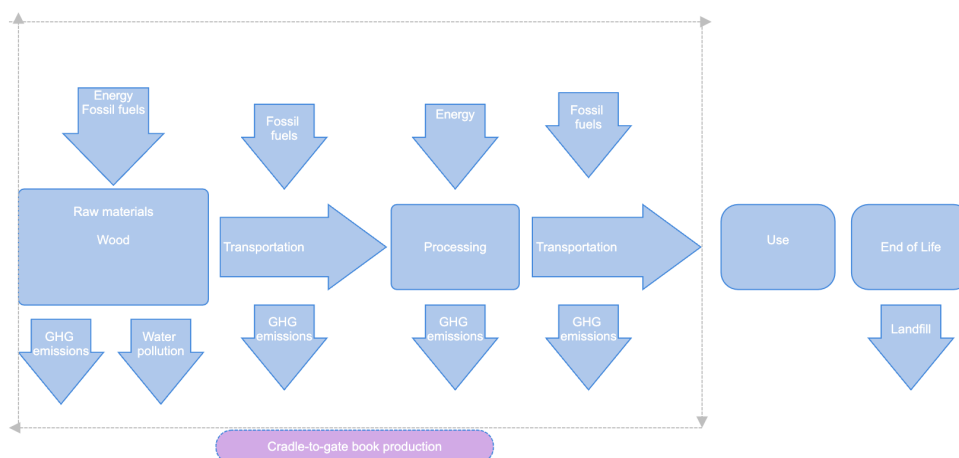 Energy
Fossil fuels
Fossil
fuels
Energy
Fossil
fuels
Raw materials
Wood
Transportation
Processing
Transportation
Use
End of Life
GHG
emissions
Water
pollution
GHG
emissions
GHG
emissions
GHG
emissions
Landfill
Cradle-to-gate book production